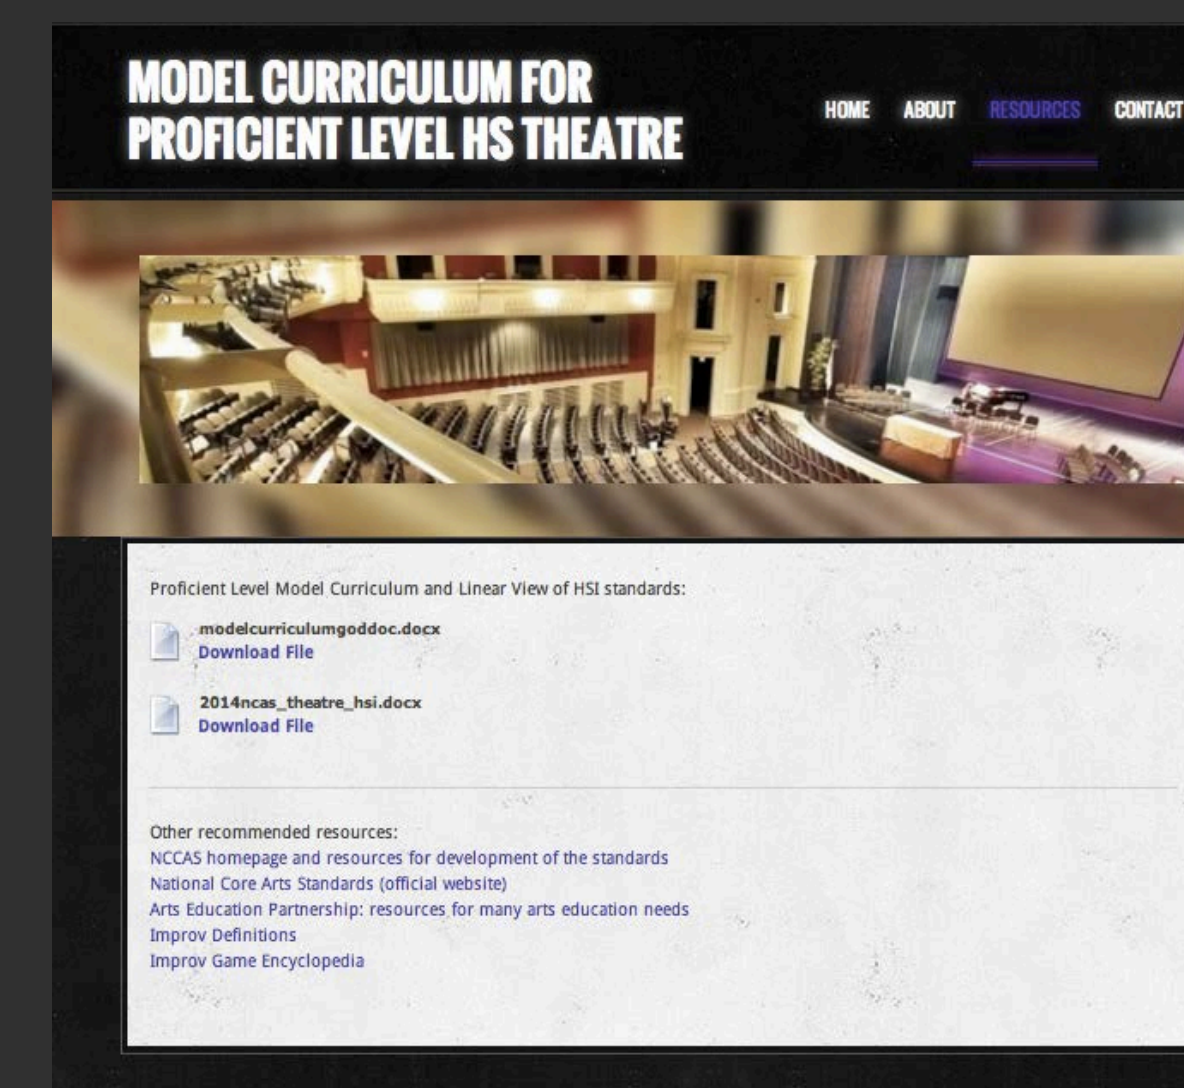 MODEL CURRICULUM FOR
PROFICIENT LEVEL HS THEATRE
HOME ABOUT RESOURCES CONTACT
Proficient Level Model Curriculum and Linear View of HSI standards:
modelcurriculumgoddoc.docx
Download File
2014ncas_theatre_hsi.docx
Download File
Other recommended resources:
NCCAS homepage and resources for development of the standards
National Core Arts Standards (official website)
Arts Education Partnership: resources for many arts education needs
Improv Definitions
Improv Game Encyclopedia